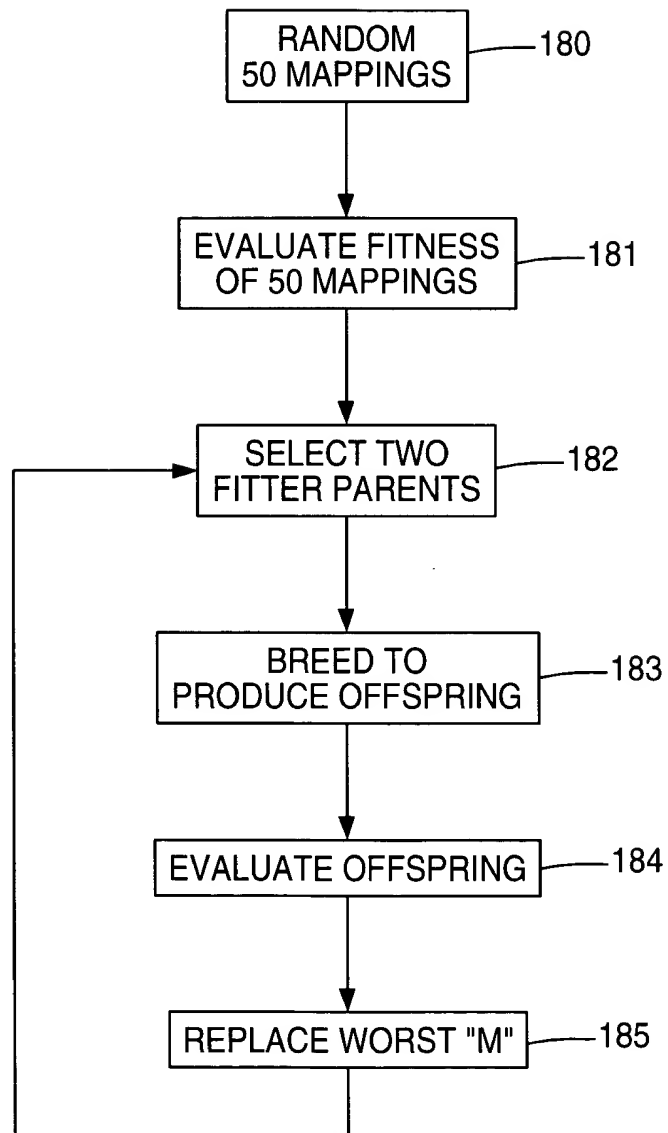 RANDOM
50 MAPPINGS
180
EVALUATE FITNESS
OF 50 MAPPINGS
181
SELECT TWO
FITTER PARENTS
182
BREED TO
PRODUCE OFFSPRING
183
EVALUATE OFFSPRING
184
REPLACE WORST "M"
185